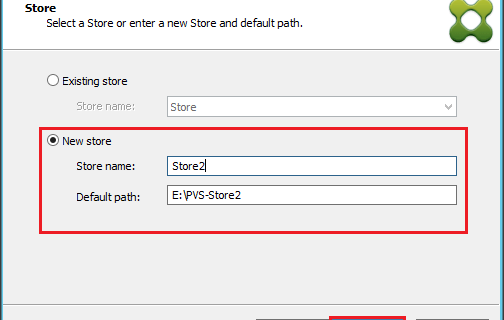 Store
Select a Store or enter a new Store and default path.
Existing store
Store name: Store
New store
Store name: Store2
Default path: E:\PVS-Store2